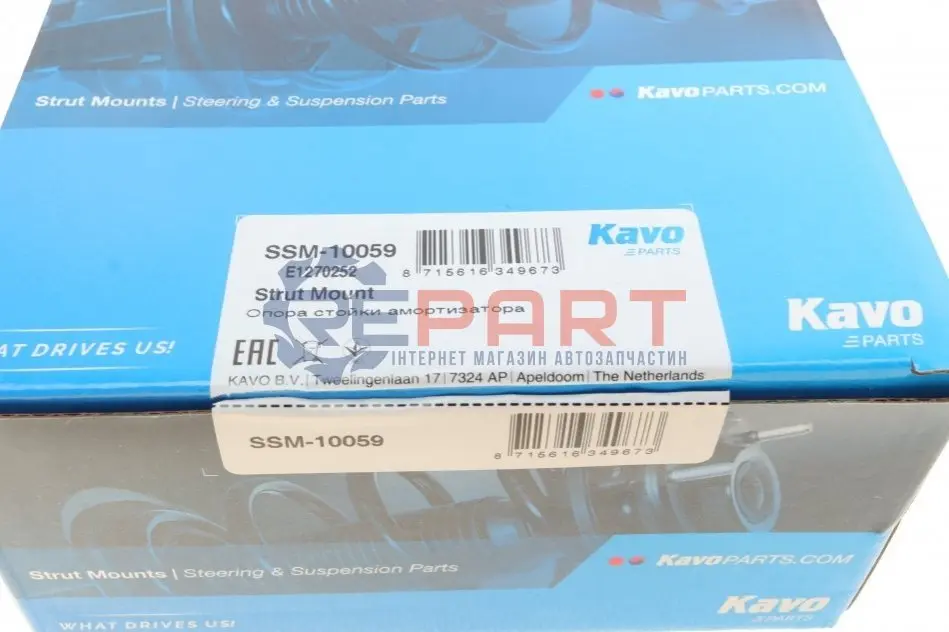 Strut Mounts | Steering & Suspension Parts
KavoPARTS.COM
SSM-10059
E1270252
8 715616 349673
Kavo
PARTS
Strut Mount
Опора стойки амортизатора
EPART
ІНТЕРНЕТ МАГАЗИН АВТОЗАПЧАСТИН
EAC
KAVO B.V. | Tweelingenlaan 17 | 7324 AP | Apeldoorn | The Netherlands
Kavo
PARTS
AT DRIVES US!
SSM-10059
8 715616 349673
KavoPARTS.COM
Strut Mounts | Steering & Suspension Parts
Kavo
PARTS
WHAT DRIVES US!